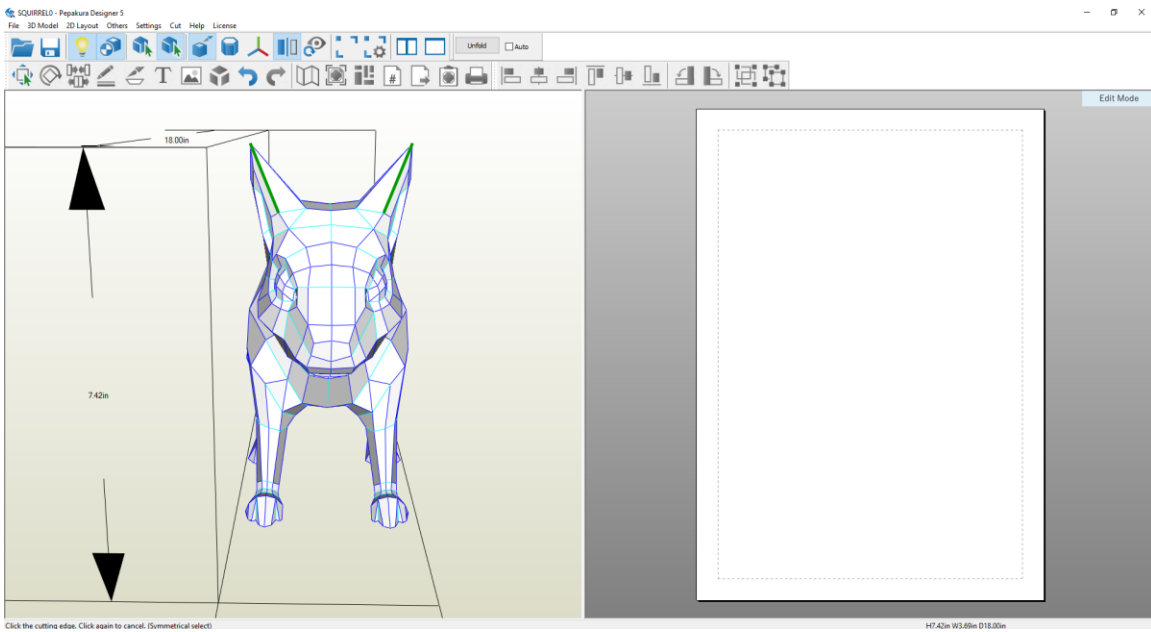 SQUIRREL0 - Pepakura Designer 5
File 3D Model 2D Layout Others Settings Cut Help License
Unfold Auto
T #
Edit Mode
18.00in
7.42in
Click the cutting edge. Click again to cancel. (Symmetrical select) H7.42in W3.69in D18.00in